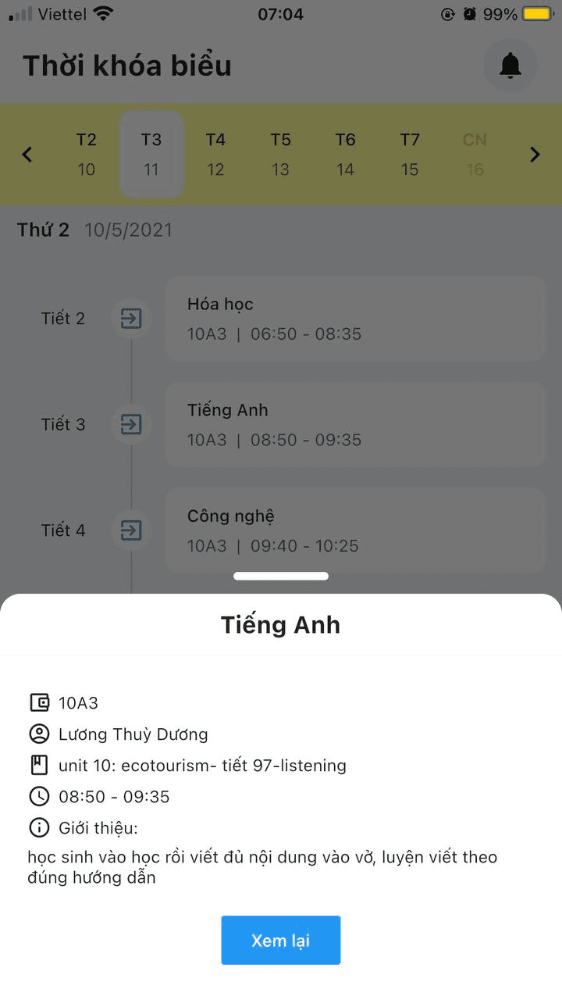 Viettel 07:04 99%
Thời khóa biểu
T2 T3 T4 T5 T6 T7 CN
10 11 12 13 14 15 16
Thứ 2 10/5/2021
Tiết 2
Hóa học
10A3 | 06:50 - 08:35
Tiết 3
Tiếng Anh
10A3 | 08:50 - 09:35
Tiết 4
Công nghệ
10A3 | 09:40 - 10:25
Tiếng Anh
10A3
Lương Thuỳ Dương
unit 10: ecotourism- tiết 97-listening
08:50 - 09:35
Giới thiệu:
học sinh vào học rồi viết đủ nội dung vào vở, luyện viết theo
đúng hướng dẫn
Xem lại